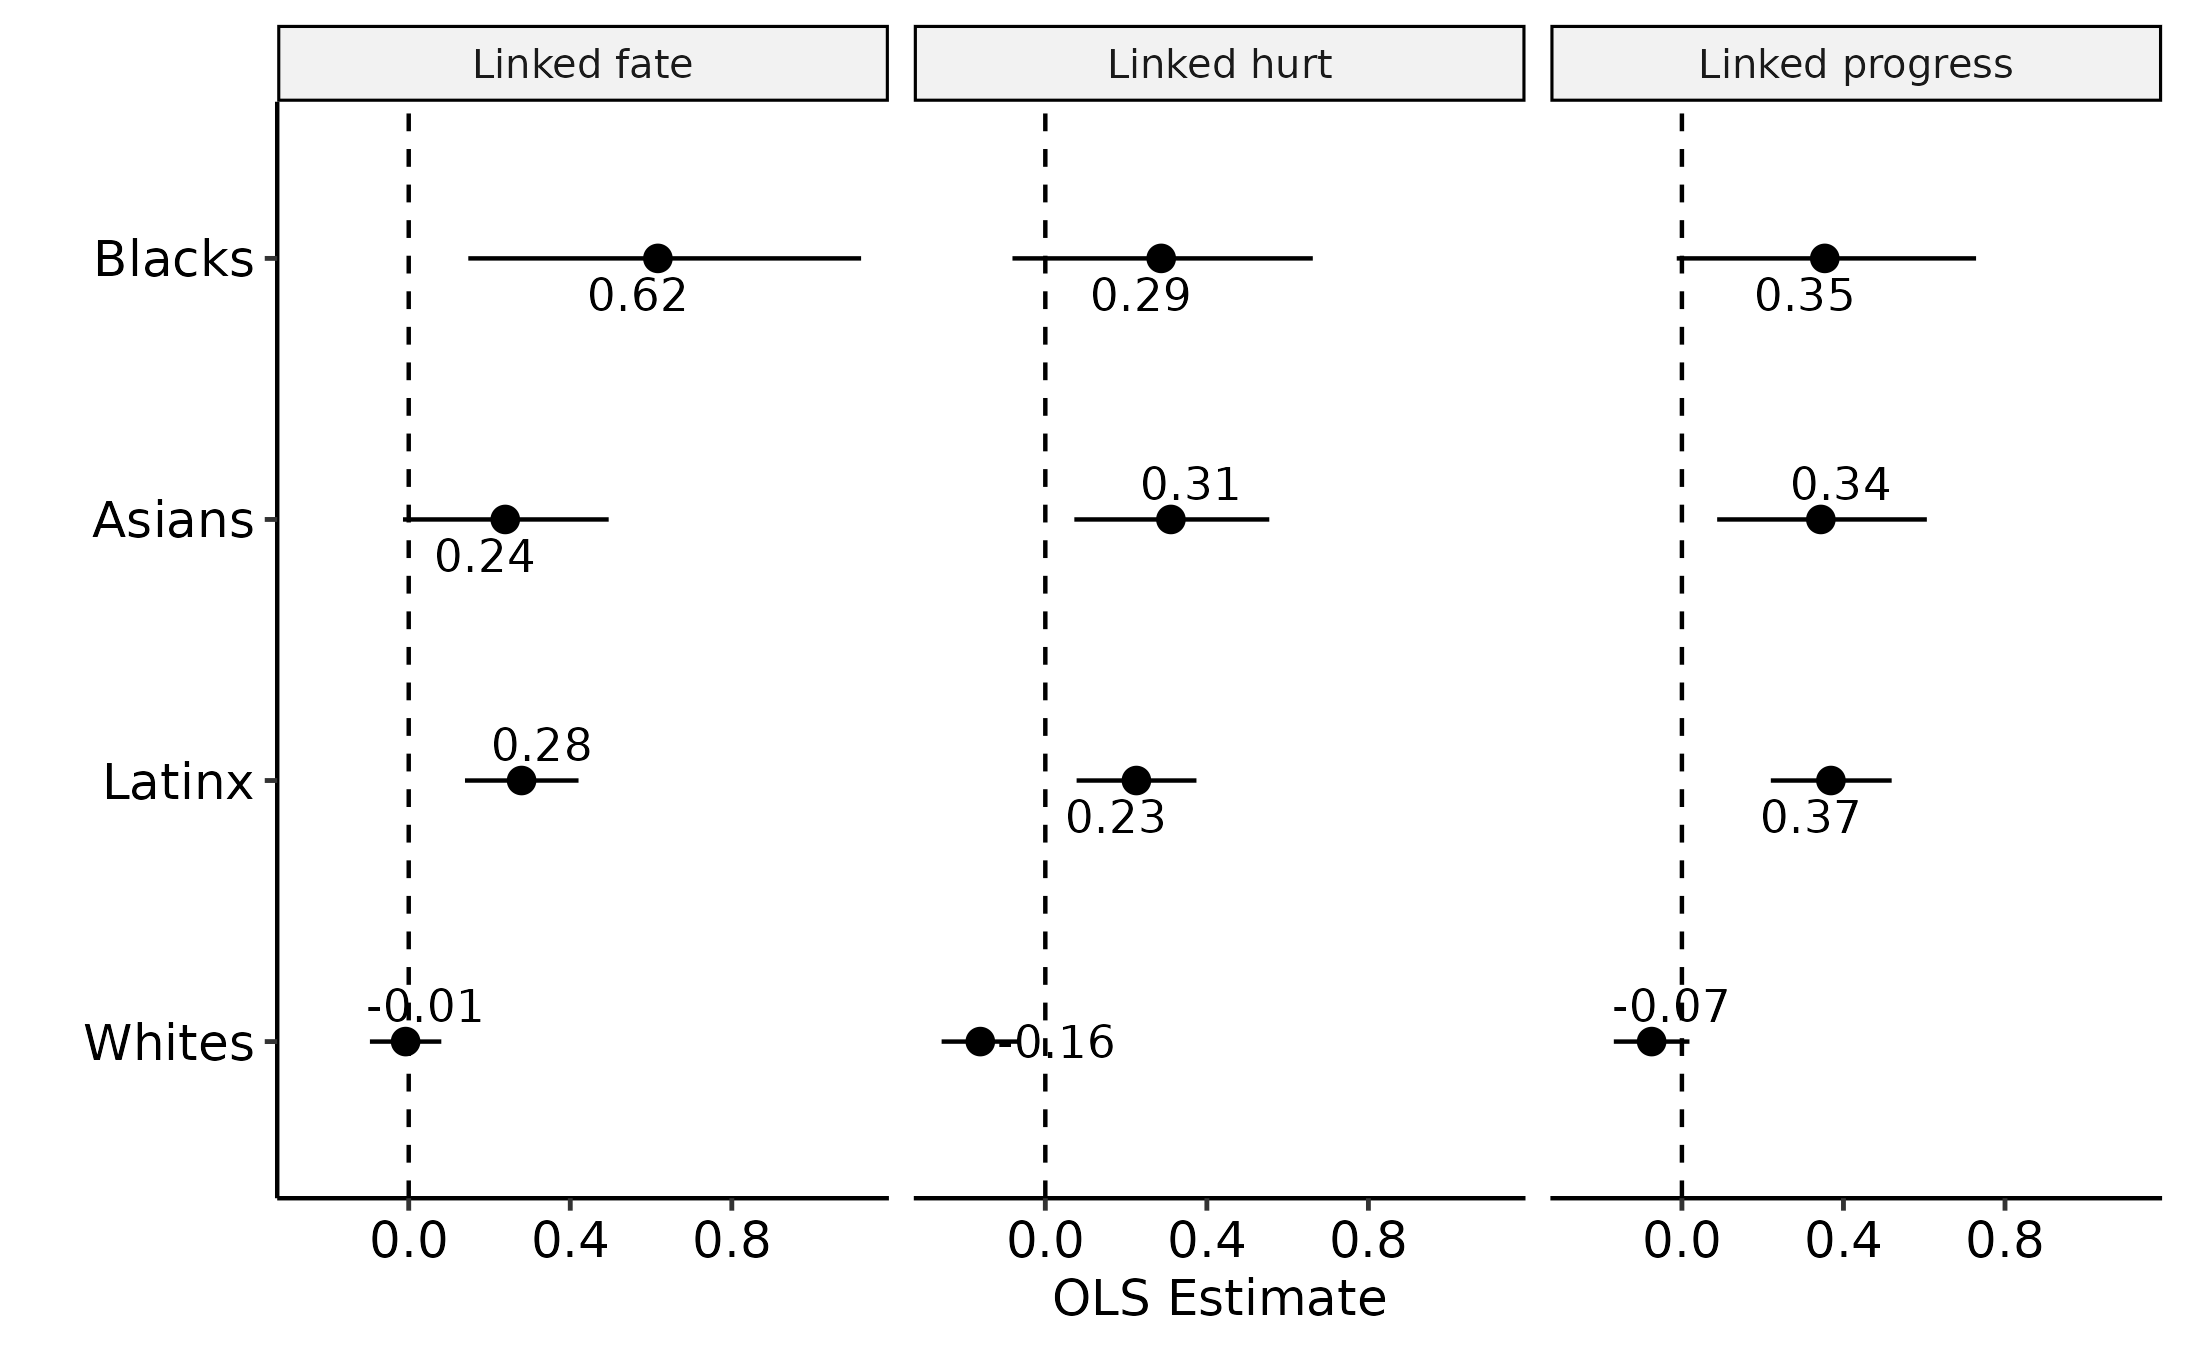 Linked fate Linked hurt Linked progress
Blacks
0.62 0.29 0.35
0.31 0.34
Asians
0.24
0.28
Latinx
0.23 0.37
-0.01 -0.07
Whites -0.16
0.0 0.4 0.8 0.0 0.4 0.8 0.0 0.4 0.8
OLS Estimate